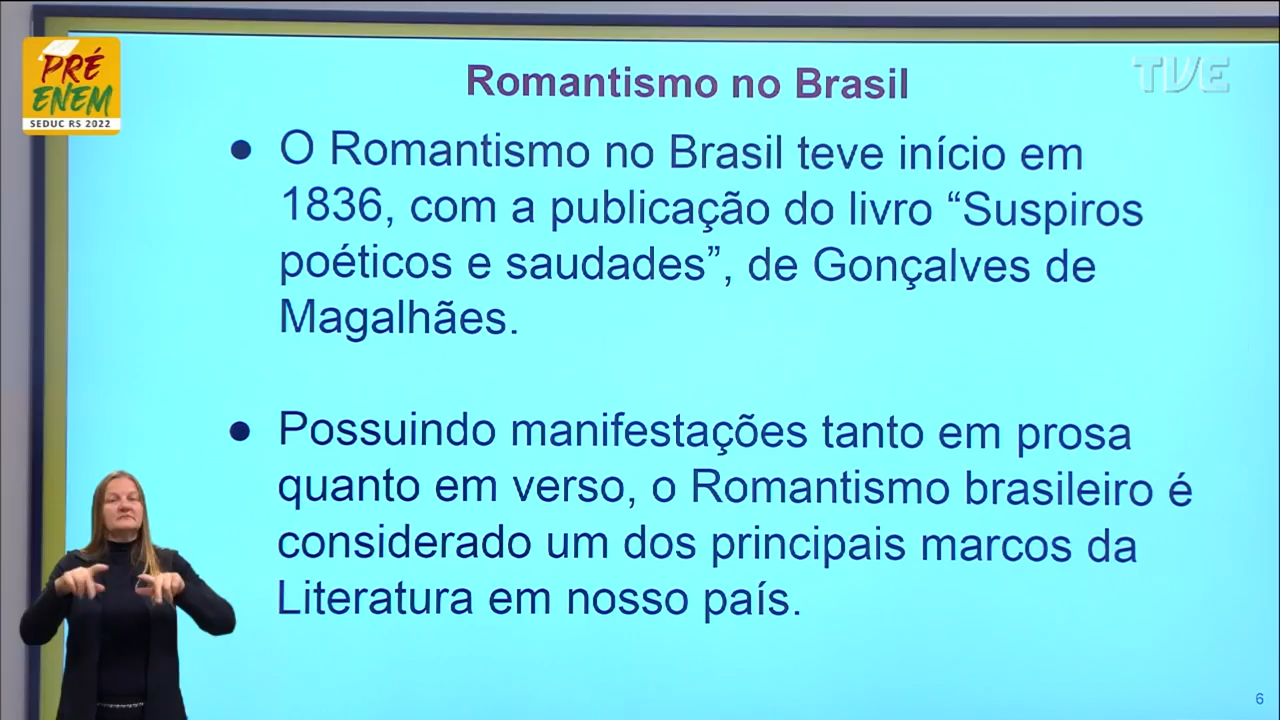 PRÉ
ENEM
SEDUC RS 2022
TVE
Romantismo no Brasil
● O Romantismo no Brasil teve início em
1836, com a publicação do livro “Suspiros
poéticos e saudades”, de Gonçalves de
Magalhães.
● Possuindo manifestações tanto em prosa
quanto em verso, o Romantismo brasileiro é
considerado um dos principais marcos da
Literatura em nosso país.
6